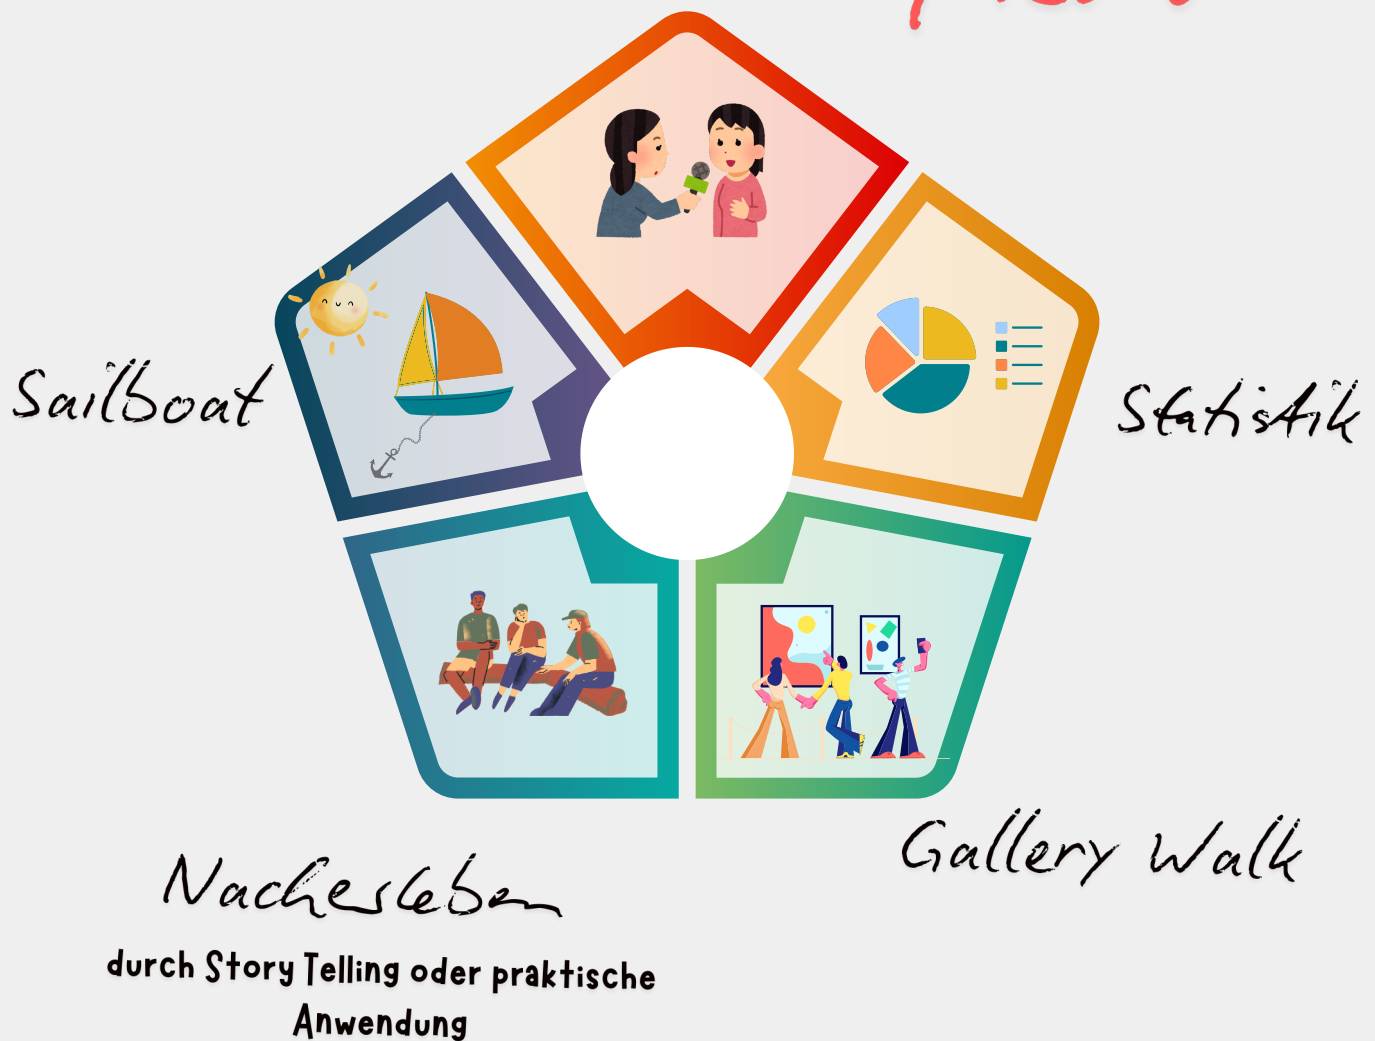 Sailboat
Statistik
Gallery Walk
Nacherleben
durch Story Telling oder praktische
Anwendung